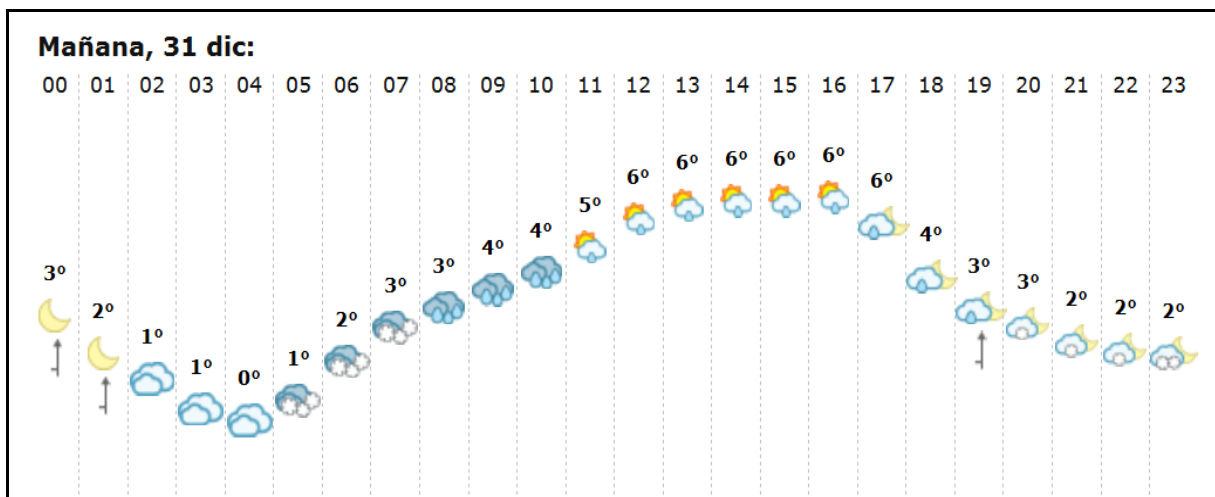 Mañana, 31 dic:
00 01 02 03 04 05 06 07 08 09 10 11 12 13 14 15 16 17 18 19 20 21 22 23
3º 2º 1º 1º 0º 1º 2º 3º 3º 4º 4º 5º 6º 6º 6º 6º 6º 6º 4º 3º 3º 2º 2º 2º